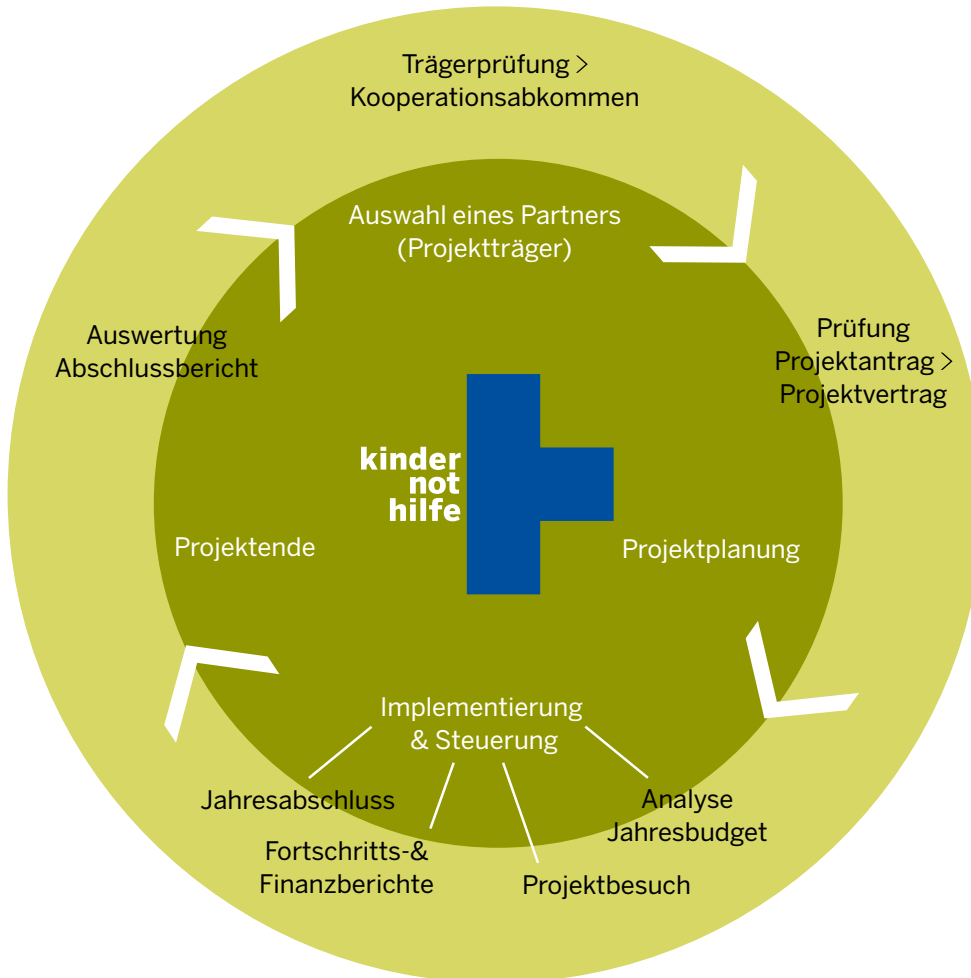 Trägerprüfung >
Kooperationsabkommen
Auswahl eines Partners
(Projektträger)
Prüfung
Projektantrag >
Projektvertrag
Projektplanung
Implementierung
& Steuerung
Analyse
Jahresbudget
Projektbesuch
Fortschritts-&
Finanzberichte
Jahresabschluss
Projektende
Auswertung
Abschlussbericht
kinder
not
hilfe